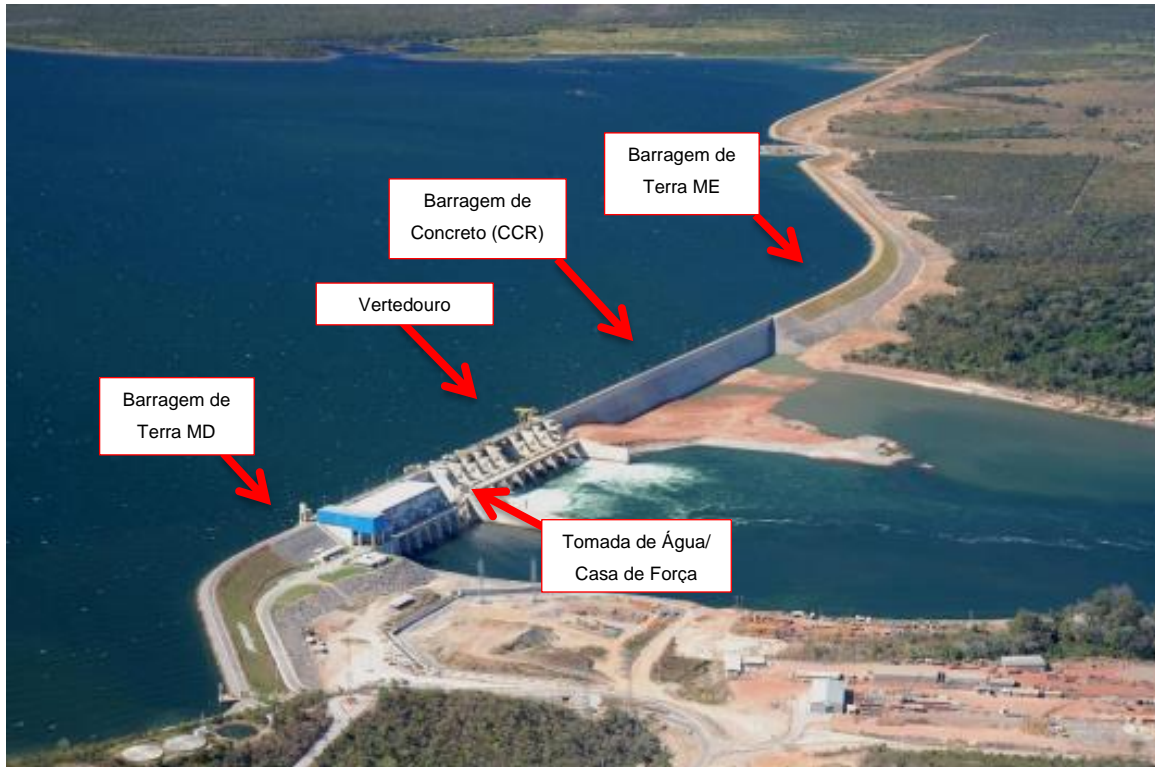 Barragem de
Terra ME
Barragem de
Concreto (CCR)
Vertedouro
Barragem de
Terra MD
Tomada de Água/
Casa de Força